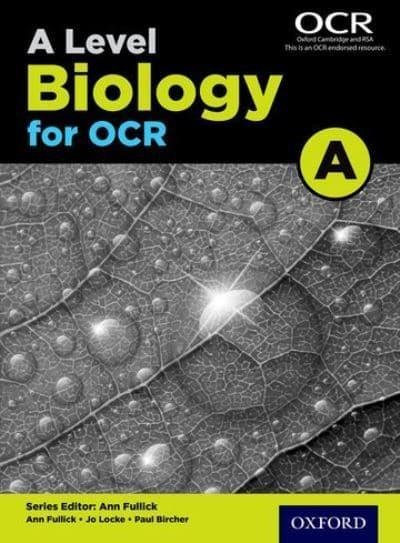 OCR
Oxford Cambridge and RSA
This is an OCR endorsed resource.
A Level
Biology
for OCR
A
Series Editor: Ann Fullick
Ann Fullick • Jo Locke • Paul Bircher
OXFORD